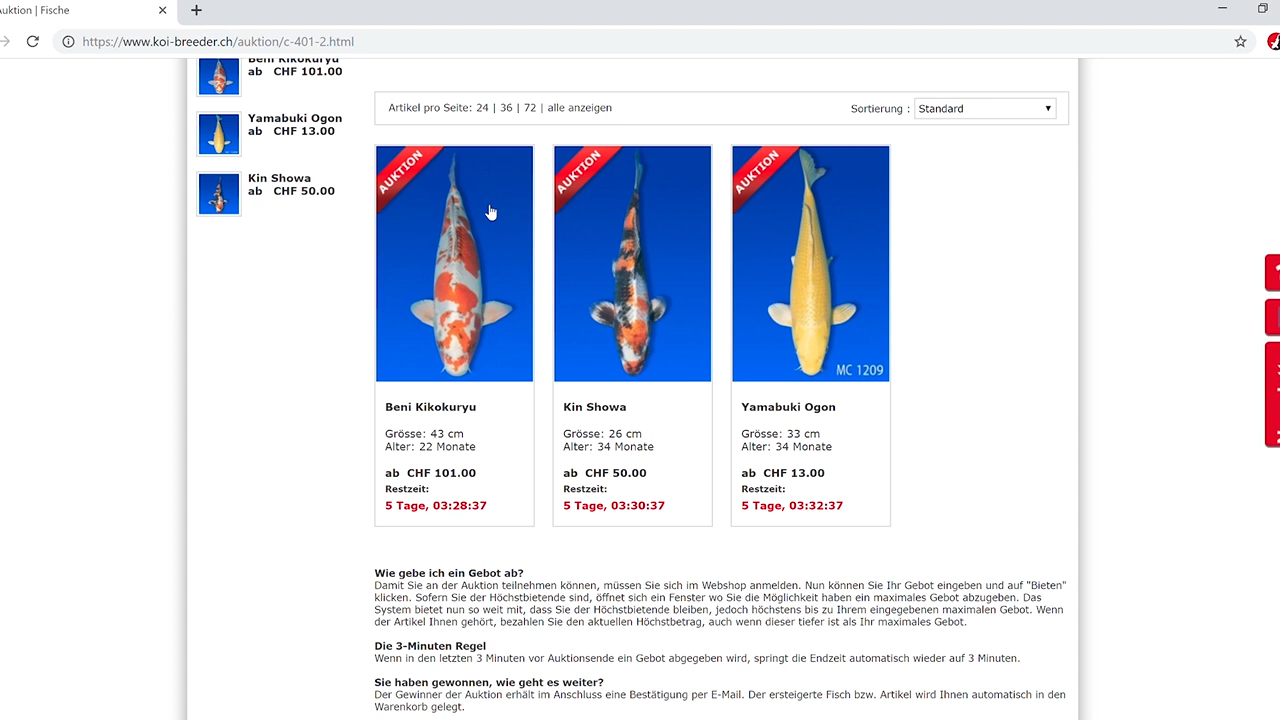 Auktion | Fische
https://www.koi-breeder.ch/auktion/c-401-2.html
Beni Kikokuryu
ab CHF 101.00
Yamabuki Ogon
ab CHF 13.00
Kin Showa
ab CHF 50.00
Artikel pro Seite: 24 | 36 | 72 | alle anzeigen
Sortierung : Standard
AUKTION
AUKTION
AUKTION
MC 1209
Beni Kikokuryu
Grösse: 43 cm
Alter: 22 Monate
ab CHF 101.00
Restzeit:
5 Tage, 03:28:37
Kin Showa
Grösse: 26 cm
Alter: 34 Monate
ab CHF 50.00
Restzeit:
5 Tage, 03:30:37
Yamabuki Ogon
Grösse: 33 cm
Alter: 34 Monate
ab CHF 13.00
Restzeit:
5 Tage, 03:32:37
Wie gebe ich ein Gebot ab?
Damit Sie an der Auktion teilnehmen können, müssen Sie sich im Webshop anmelden. Nun können Sie Ihr Gebot eingeben und auf "Bieten"
klicken. Sofern Sie der Höchstbietende sind, öffnet sich ein Fenster wo Sie die Möglichkeit haben ein maximales Gebot abzugeben. Das
System bietet nun so weit mit, dass Sie der Höchstbietende bleiben, jedoch höchstens bis zu Ihrem eingegebenen maximalen Gebot. Wenn
der Artikel Ihnen gehört, bezahlen Sie den aktuellen Höchstbetrag, auch wenn dieser tiefer ist als Ihr maximales Gebot.
Die 3-Minuten Regel
Wenn in den letzten 3 Minuten vor Auktionsende ein Gebot abgegeben wird, springt die Endzeit automatisch wieder auf 3 Minuten.
Sie haben gewonnen, wie geht es weiter?
Der Gewinner der Auktion erhält im Anschluss eine Bestätigung per E-Mail. Der ersteigerte Fisch bzw. Artikel wird Ihnen automatisch in den
Warenkorb gelegt.